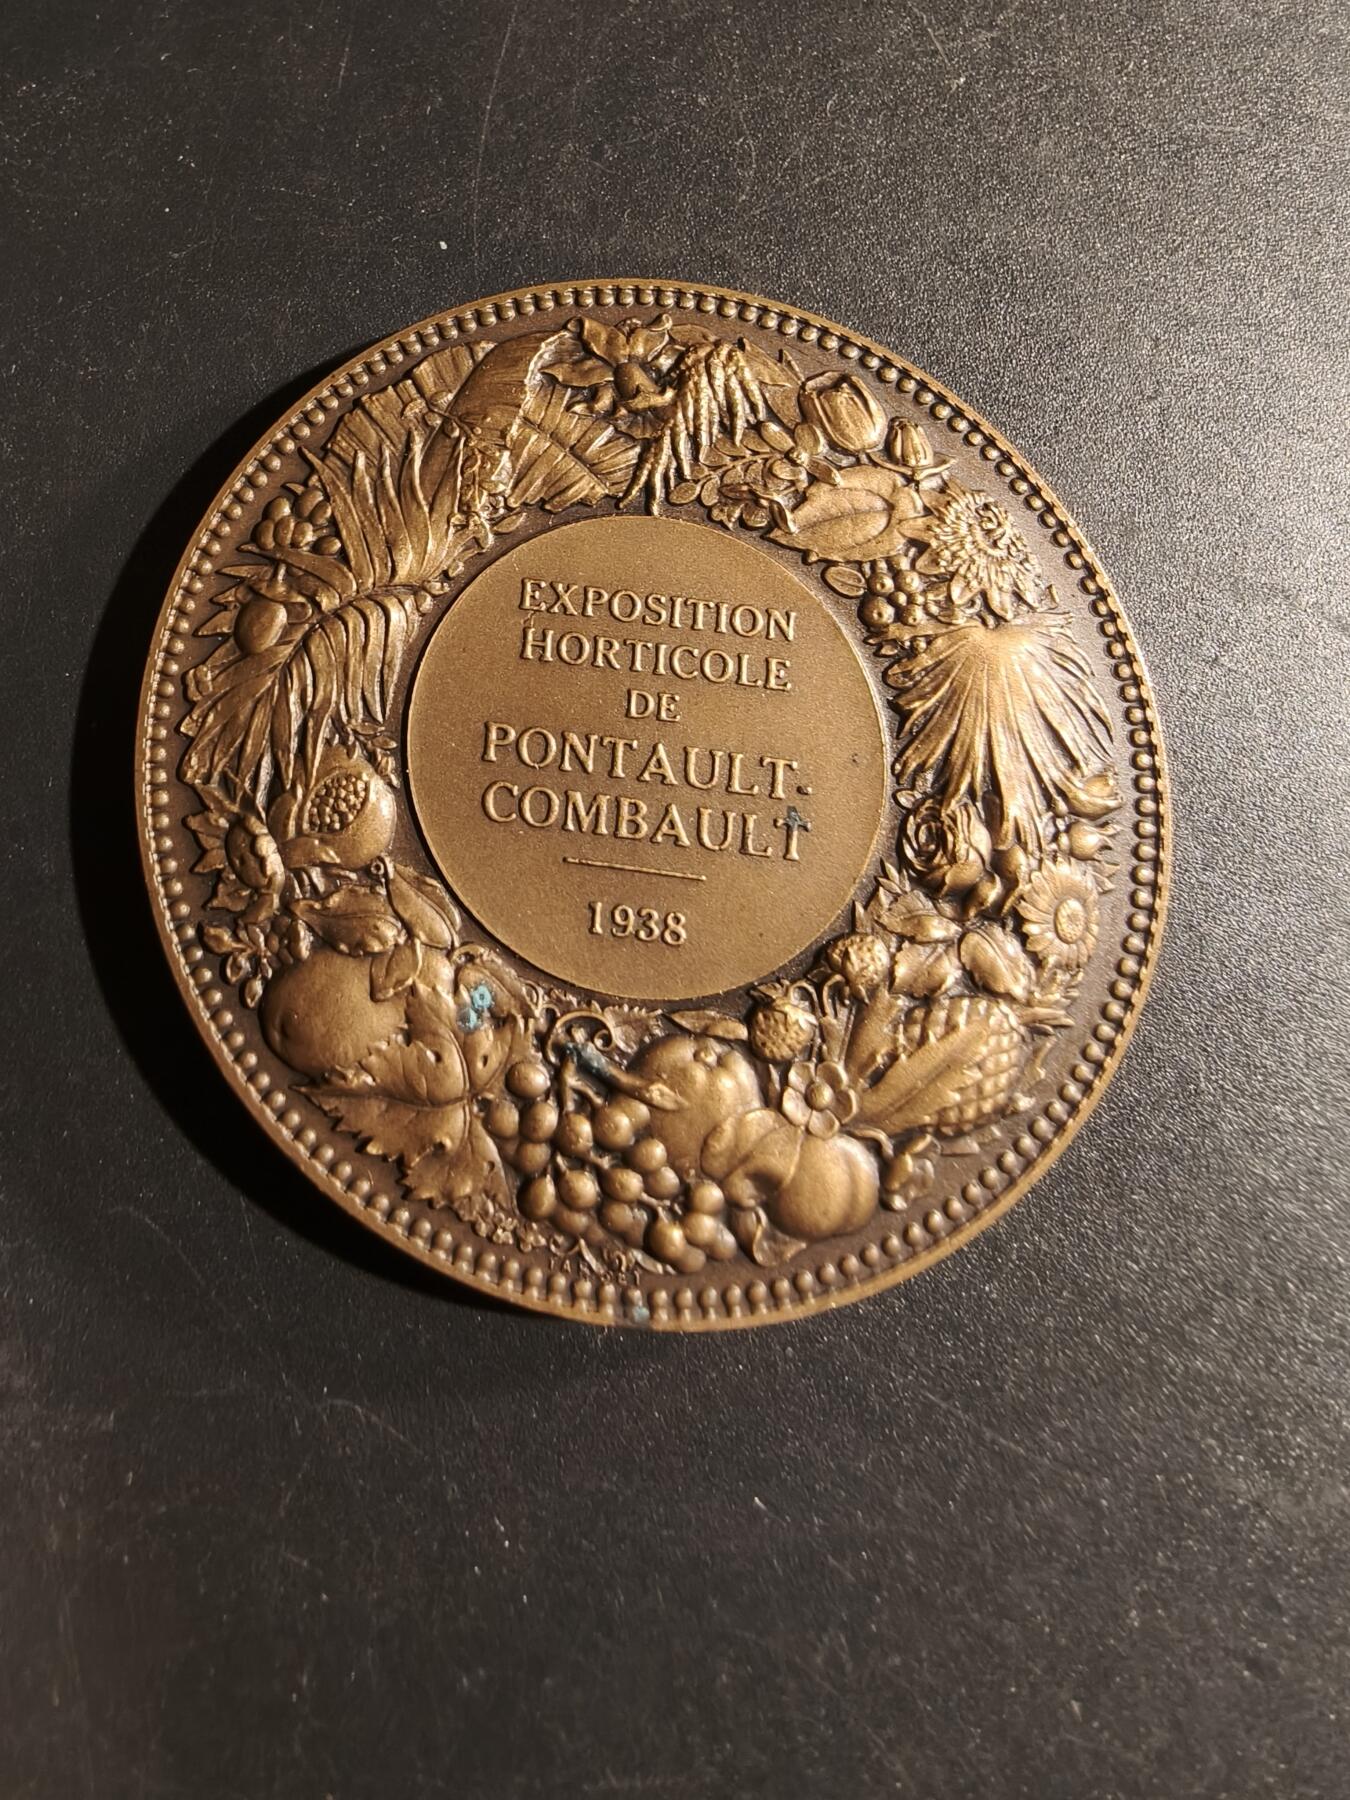 EXPOSITION
HORTICOLE
DE
PONTAULT-
COMBAULT
1938